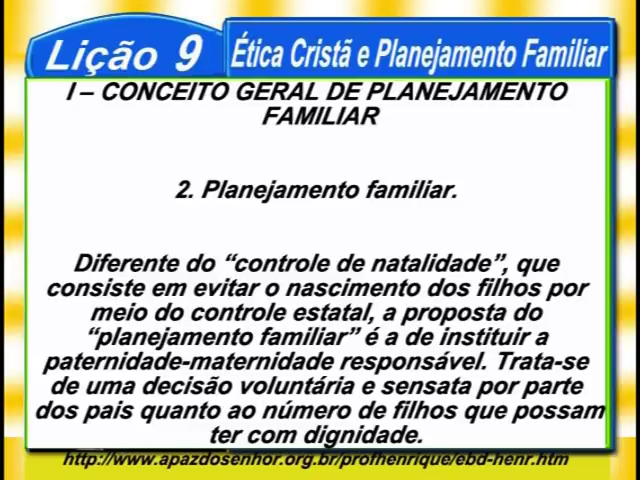 Lição 9
Ética Cristã e Planejamento Familiar
I – CONCEITO GERAL DE PLANEJAMENTO
FAMILIAR
2. Planejamento familiar.
Diferente do “controle de natalidade”, que
consiste em evitar o nascimento dos filhos por
meio do controle estatal, a proposta do
“planejamento familiar” é a de instituir a
paternidade-maternidade responsável. Trata-se
de uma decisão voluntária e sensata por parte
dos pais quanto ao número de filhos que possam
ter com dignidade.
http://www.apazdosenhor.org.br/profhenrique/ebd-henr.htm